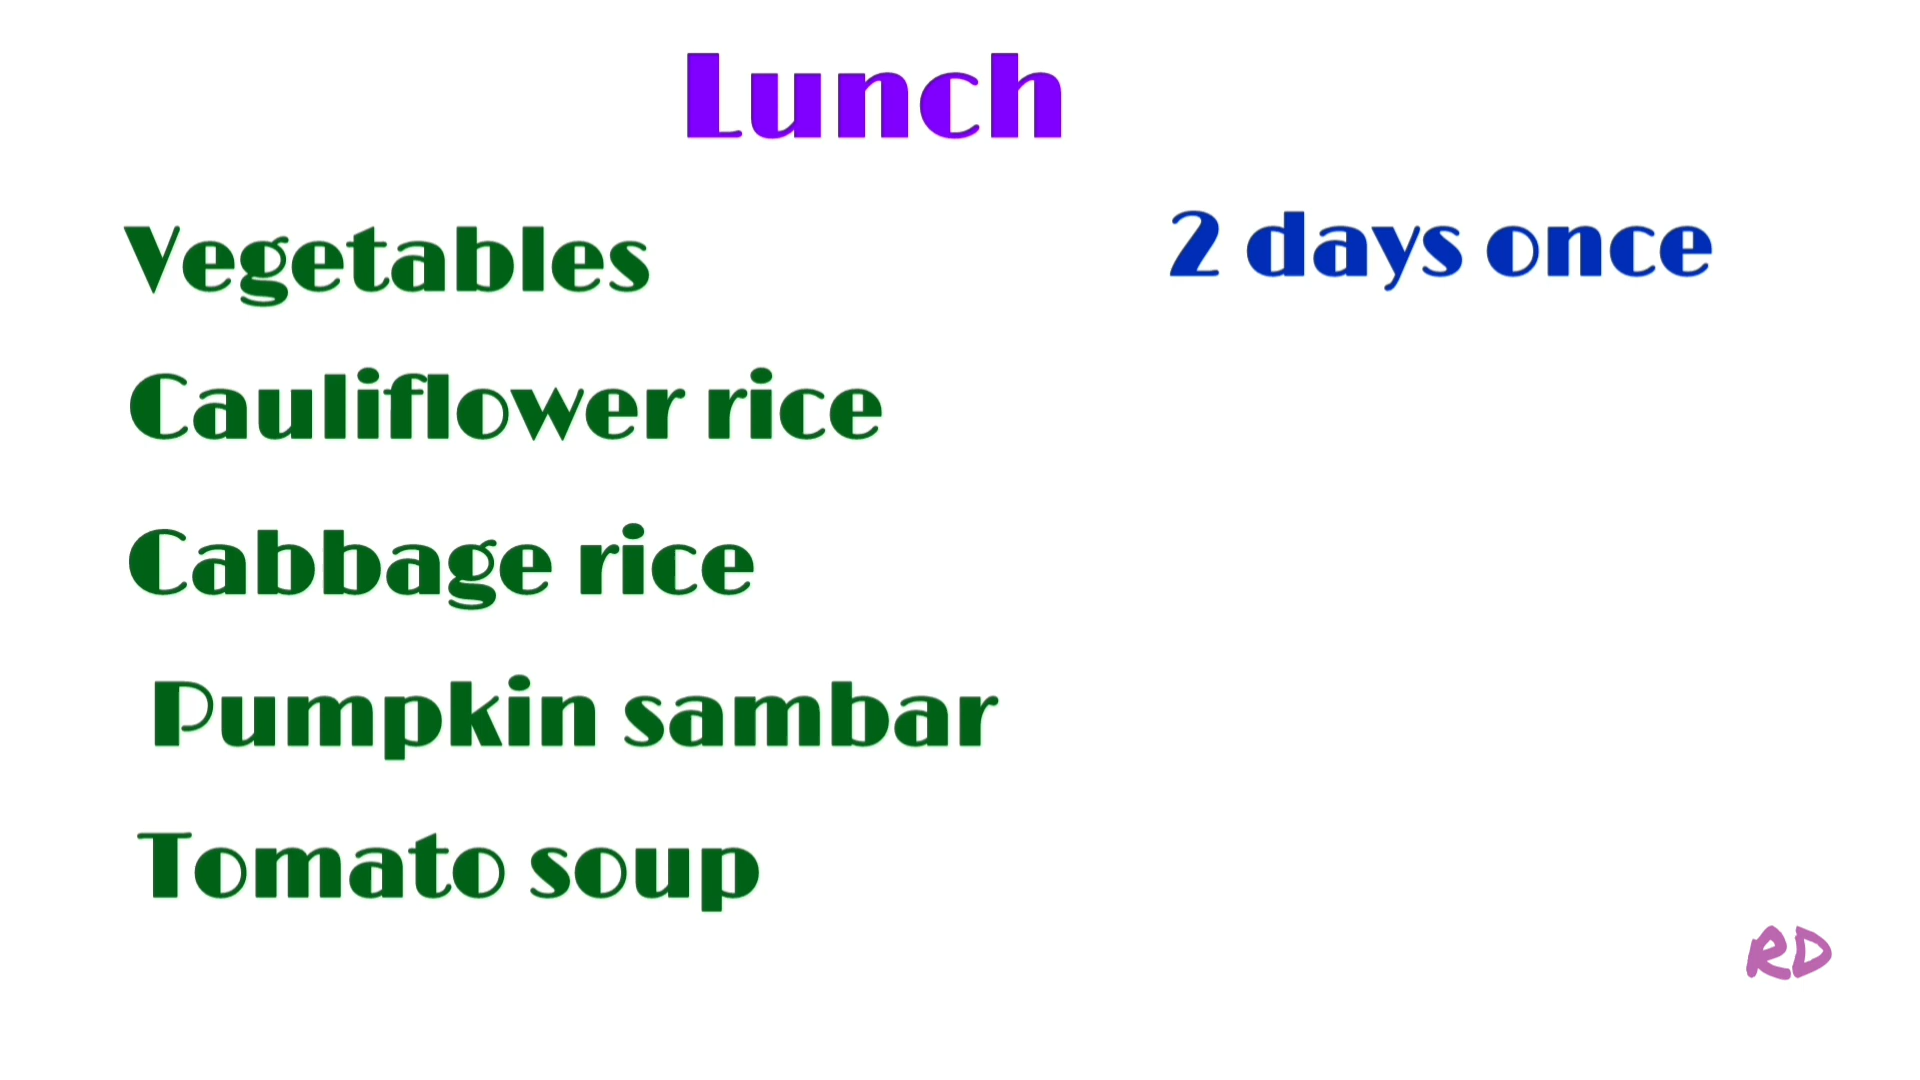 Lunch
Vegetables
2 days once
Cauliflower rice
Cabbage rice
Pumpkin sambar
Tomato soup
RD